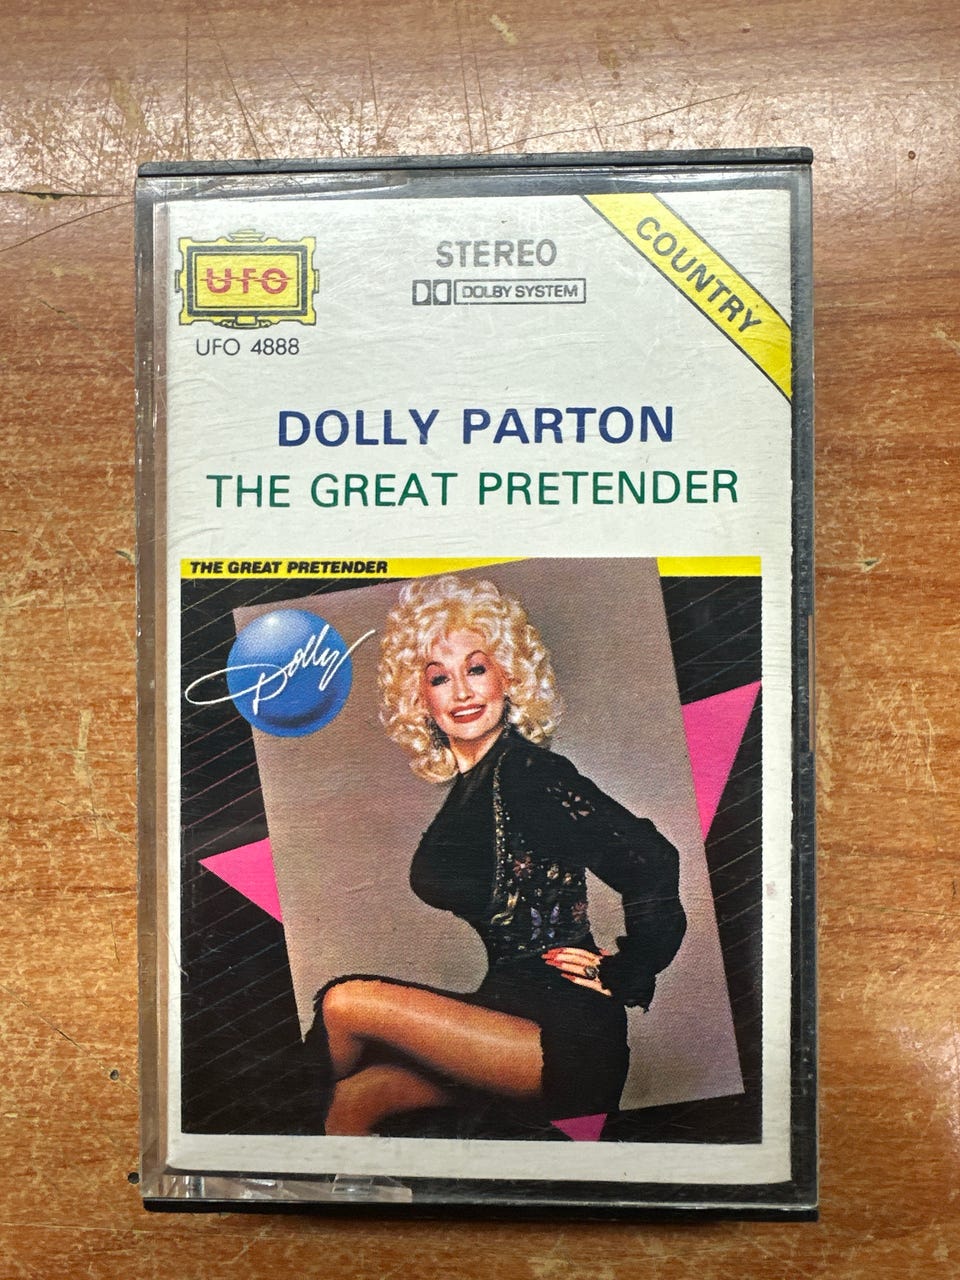 UFO
UFO 4888
STEREO
DOLBY SYSTEM
COUNTRY
DOLLY PARTON
THE GREAT PRETENDER
THE GREAT PRETENDER
Dolly